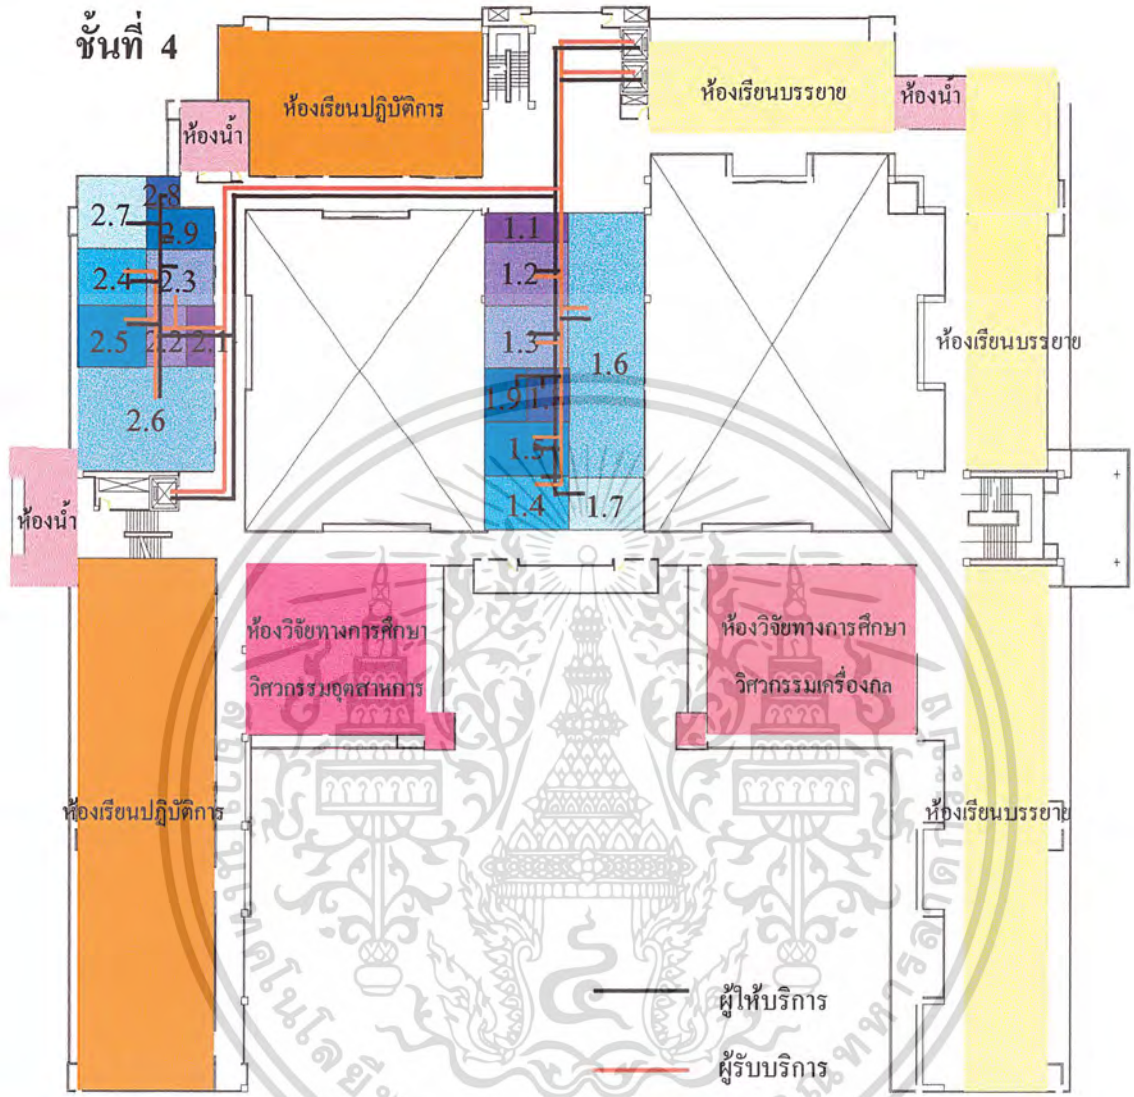 ชั้นที่ 4
ห้องเรียนปฏิบัติการ
ห้องเรียนบรรยาย
ห้องน้ำ
ห้องน้ำ
2.8
2.7
2.9
1.1
2.4
2.3
1.2
2.5
2.2
2.1
1.3
1.6
ห้องเรียนบรรยาย
1.9
2.6
1.5
1.4
1.7
ห้องน้ำ
ห้องวิจัยทางการศึกษา
วิศวกรรมอุตสาหการ
ห้องวิจัยทางการศึกษา
วิศวกรรมเครื่องกล
ห้องเรียนปฏิบัติการ
ห้องเรียนบรรยาย
ผู้ให้บริการ
ผู้รับบริการ